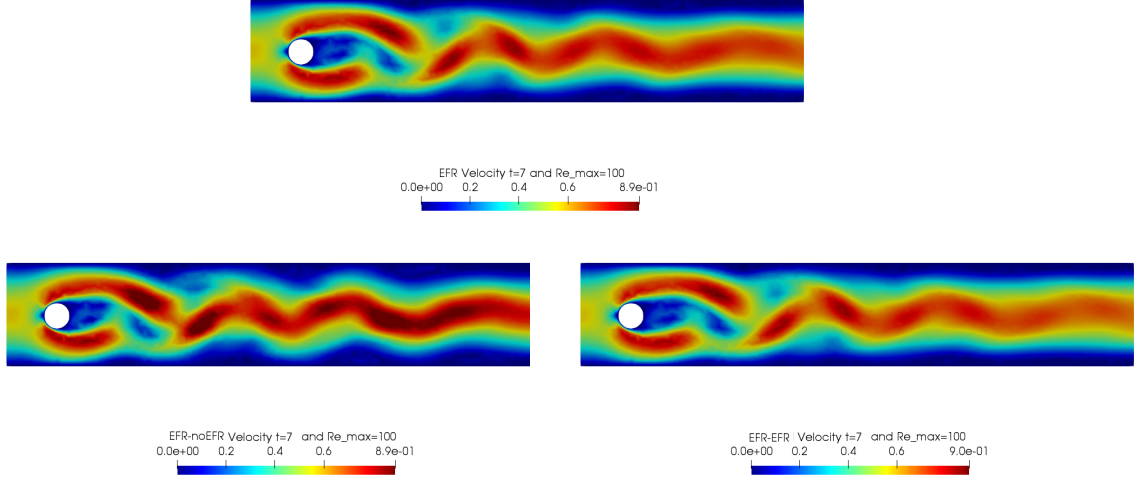 EFR Velocity t=7 and Re_max=100
0.0e+00 0.2 0.4 0.6 8.9e-01
EFR-noEFR Velocity t=7 and Re_max=100
0.0e+00 0.2 0.4 0.6 8.9e-01
EFR-EFR Velocity t=7 and Re_max=100
0.0e+00 0.2 0.4 0.6 9.0e-01